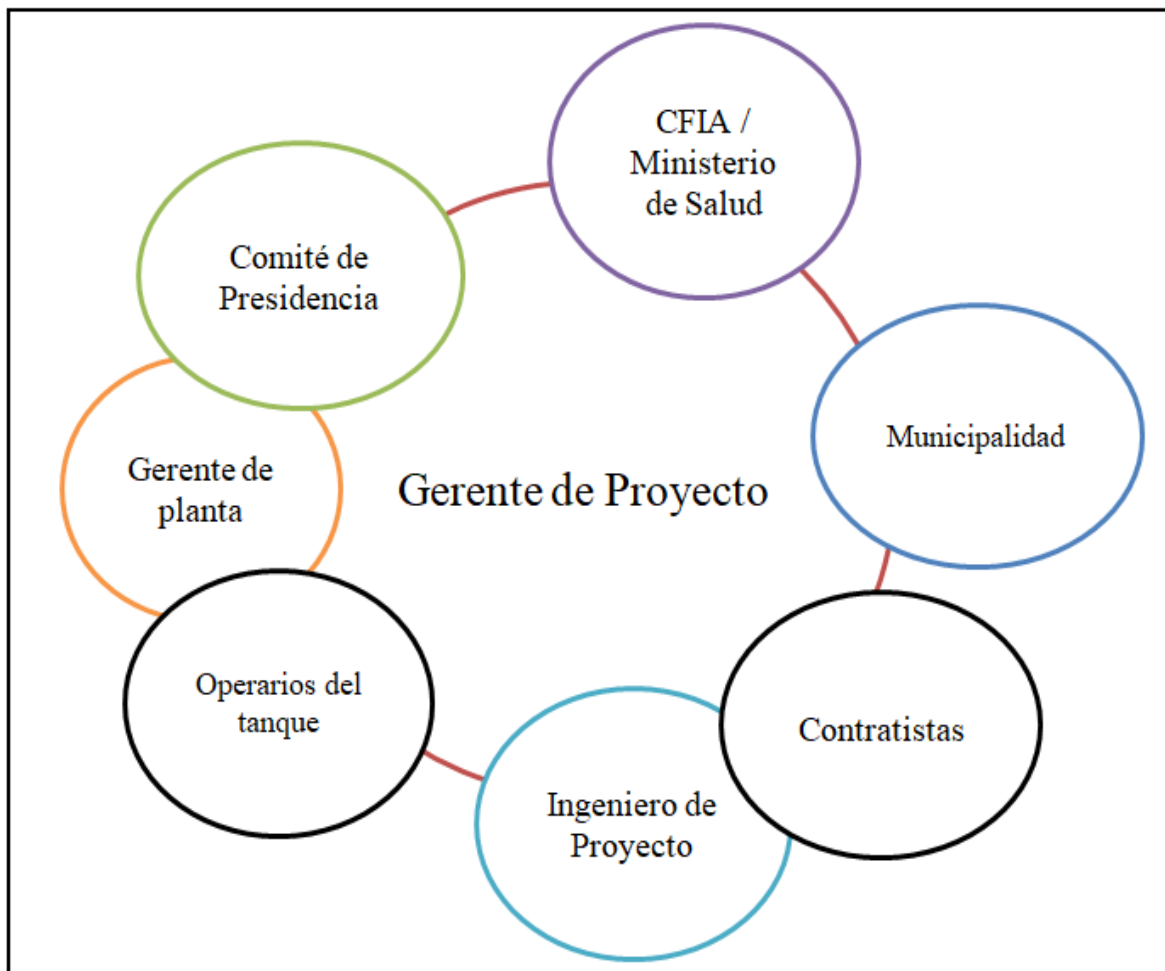 CFIA /
Ministerio
de Salud
Comité de
Presidencia
Municipalidad
Gerente de
planta
Gerente de Proyecto
Operarios del
tanque
Contratistas
Ingeniero de
Proyecto